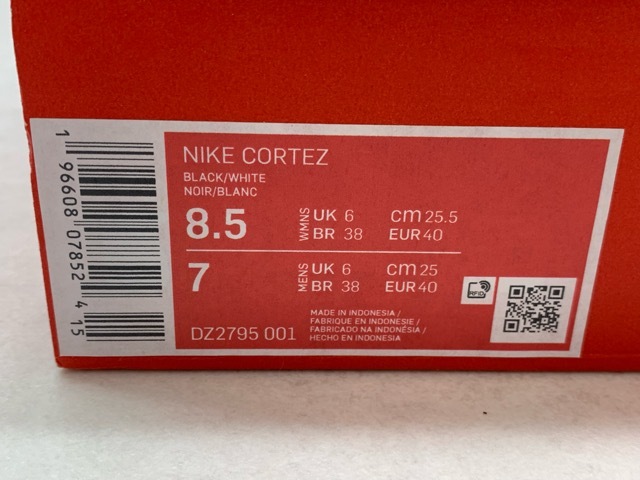 1 96608 07852 4 15
NIKE CORTEZ
BLACK/WHITE
NOIR/BLANC
8.5 WMNS UK 6 CM 25.5
BR 38 EUR 40
7 MENS UK 6 CM 25
BR 38 EUR 40
RFID
DZ2795 001
MADE IN INDONESIA/
FABRIQUE EN INDONESIE/
FABRICADO NA INDONÉSIA/
HECHO EN INDONESIA